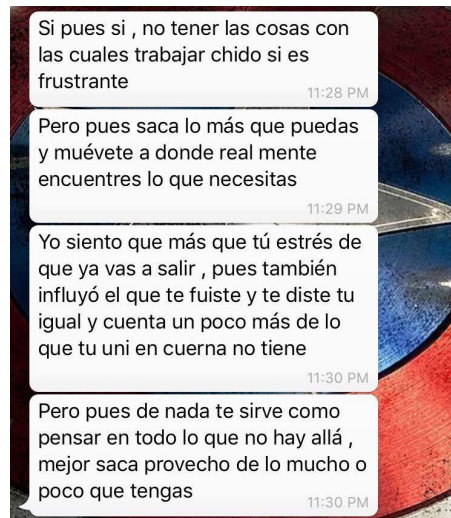 Si pues si , no tener las cosas con
las cuales trabajar chido si es
frustrante
11:28 PM
Pero pues saca lo más que puedas
y muévete a donde real mente
encuentres lo que necesitas
11:29 PM
Yo siento que más que tú estrés de
que ya vas a salir , pues también
influyó el que te fuiste y te diste tu
igual y cuenta un poco más de lo
que tu uni en cuerna no tiene
11:30 PM
Pero pues de nada te sirve como
pensar en todo lo que no hay allá ,
mejor saca provecho de lo mucho o
poco que tengas
11:30 PM